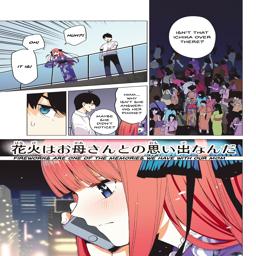 OH!
HUH?!
IT IS!
ISN'T THAT
ICHIKA OVER
THERE?
HMM...
WHY
ISN'T SHE
ANSWER-
ING HER
PHONE?
MAYBE
SHE
DIDN'T
NOTICE?
花火はお母さんとの思い出なんだ
FIREWORKS ARE ONE OF THE MEMORIES WE HAVE WITH OUR MOM